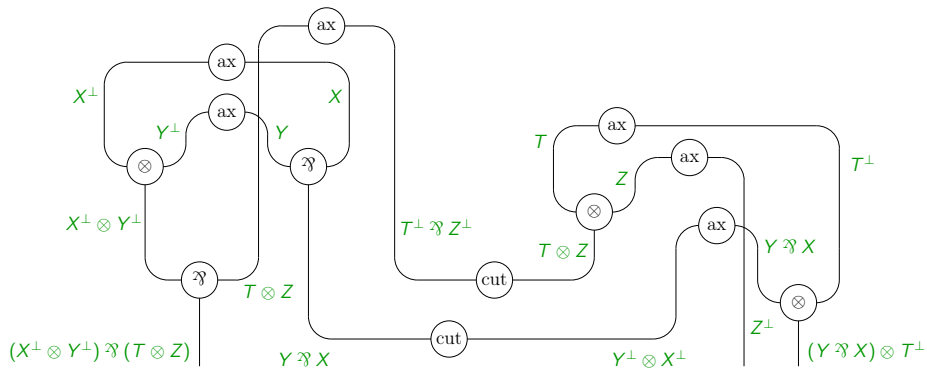 ax
ax
X⊥ X
ax
Y⊥ Y
ax
T T⊥
ax
⊗ ⅋ Z
⊗
X⊥ ⊗ Y⊥ T⊥ ⅋ Z⊥ ax
T ⊗ Z Y ⅋ X
⅋ T ⊗ Z cut ⊗
Z⊥
cut
(X⊥ ⊗ Y⊥) ⅋ (T ⊗ Z) Y ⅋ X Y⊥ ⊗ X⊥ (Y ⅋ X) ⊗ T⊥